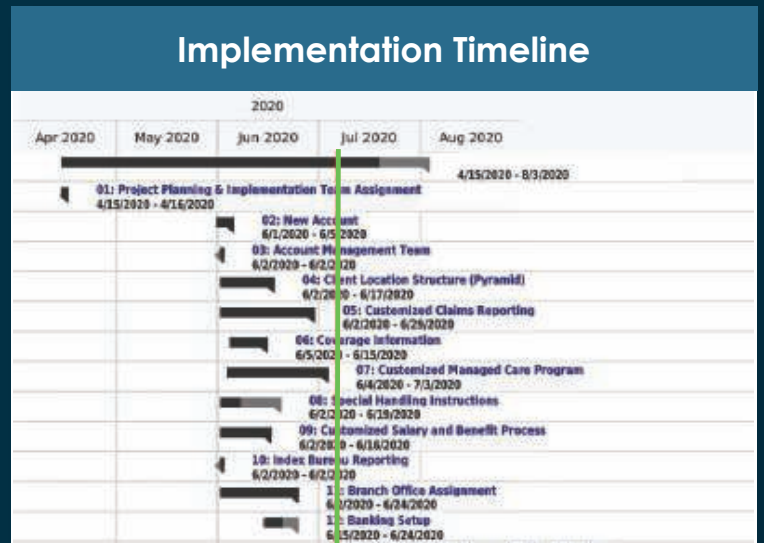 Implementation Timeline
2020
Apr 2020 May 2020 Jun 2020 Jul 2020 Aug 2020
4/15/2020 - 8/3/2020
01: Project Planning & Implementation Team Assignment
4/15/2020 - 4/16/2020
02: New Account
6/1/2020 - 6/5/2020
03: Account Management Team
6/2/2020 - 6/2/2020
04: Client Location Structure (Pyramid)
6/2/2020 - 6/17/2020
05: Customized Claims Reporting
6/2/2020 - 6/29/2020
06: Coverage Information
6/5/2020 - 6/15/2020
07: Customized Managed Care Program
6/4/2020 - 7/3/2020
08: Special Handling Instructions
6/2/2020 - 6/19/2020
09: Customized Salary and Benefit Process
6/2/2020 - 6/16/2020
10: Index Bureau Reporting
6/2/2020 - 6/2/2020
11: Branch Office Assignment
6/2/2020 - 6/24/2020
12: Banking Setup
6/15/2020 - 6/24/2020